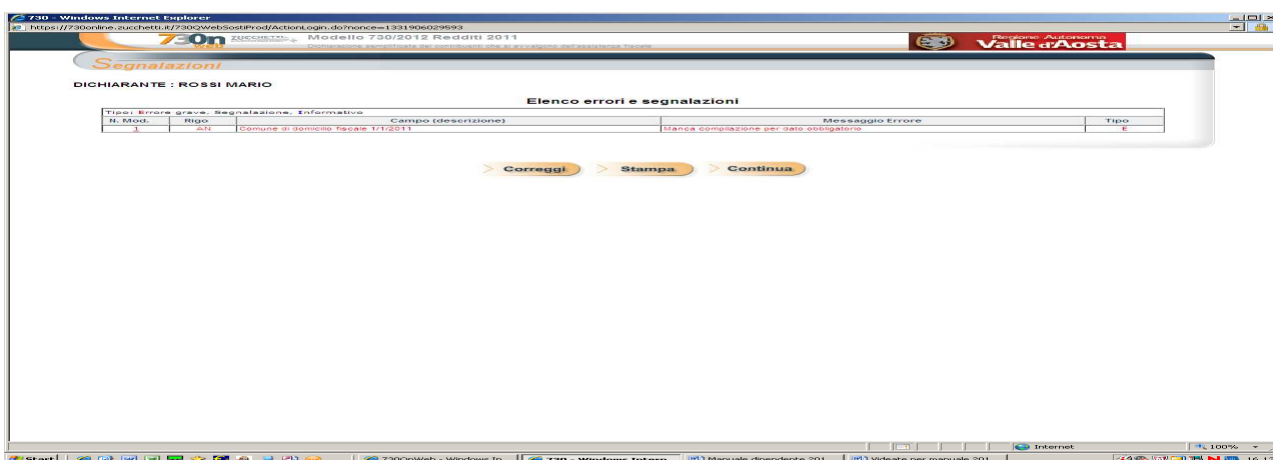 730 - Windows Internet Explorer
https://730online.zucchetti.it/730QWebSostiProd/ActionLogin.do?nonce=1331906029593
730n web ZUCCHETTI Modello 730/2012 Redditi 2011
Dichiarazione semplificata dei contribuenti che si avvalgono dell'assistenza fiscale
Regione Autonoma
Valle d'Aosta
Segnalazioni
DICHIARANTE : ROSSI MARIO
Elenco errori e segnalazioni
Tipo: Errore grave, Segnalazione, Informativo
N. Mod. Rigo Campo (descrizione) Messaggio Errore Tipo
1 AN Comune di domicilio fiscale 1/1/2011 Manca compilazione per dato obbligatorio E
Correggi Stampa Continua
Internet 100%
Start 730OnWeb - Windows In... 730 - Windows Intern... Manuale dipendente 201... Videate per manuale 201...